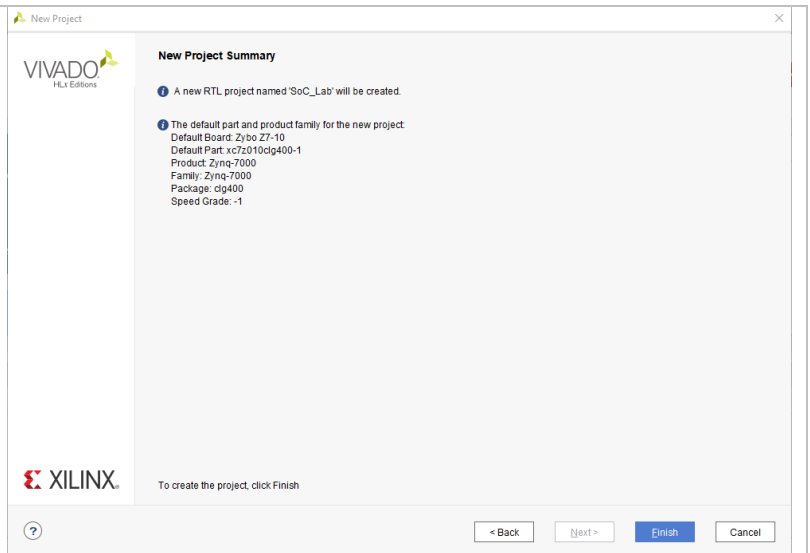 New Project
VIVADO
HLx Editions
New Project Summary
A new RTL project named 'SoC_Lab' will be created.
The default part and product family for the new project:
Default Board: Zybo Z7-10
Default Part: xc7z010clg400-1
Product: Zynq-7000
Family: Zynq-7000
Package: clg400
Speed Grade: -1
XILINX
To create the project, click Finish
?
< Back
Next >
Finish
Cancel